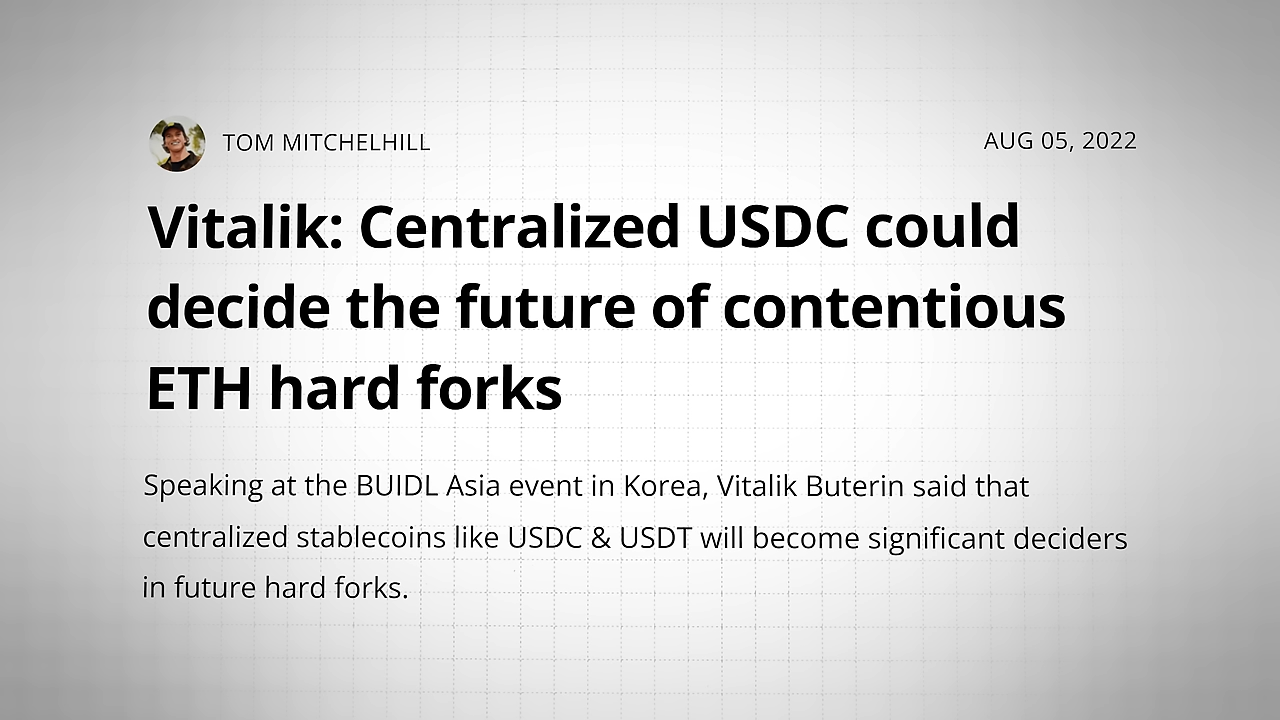 TOM MITCHELHILL
AUG 05, 2022
Vitalik: Centralized USDC could
decide the future of contentious
ETH hard forks
Speaking at the BUIDL Asia event in Korea, Vitalik Buterin said that
centralized stablecoins like USDC & USDT will become significant deciders
in future hard forks.